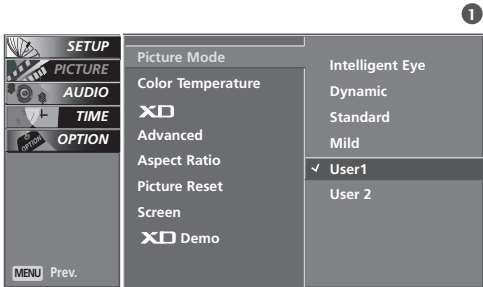 1
SETUP
PICTURE
AUDIO
TIME
OPTION
OPTION
MENU Prev.
Picture Mode
Color Temperature
XD
Advanced
Aspect Ratio
Picture Reset
Screen
XD Demo
Intelligent Eye
Dynamic
Standard
Mild
✓ User1
User 2